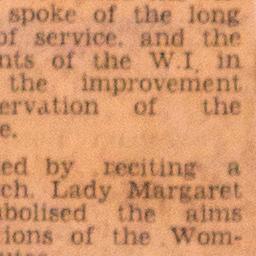 spoke of the long
of service, and the
nts of the W.I. in
the improvement
ervation of the
e.
ed by reciting a
ch. Lady Margaret
bolised the aims
ions of the Wom-